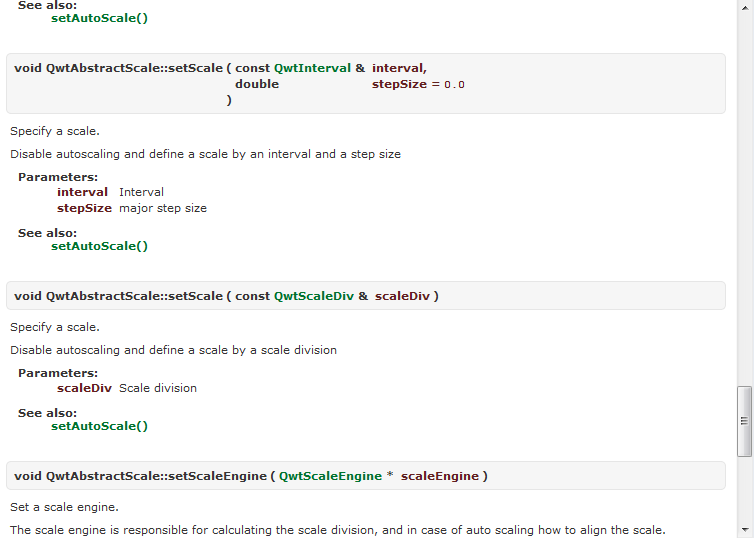 See also:
setAutoScale()
void QwtAbstractScale::setScale ( const QwtInterval & interval,
double stepSize = 0.0
)
Specify a scale.
Disable autoscaling and define a scale by an interval and a step size
Parameters:
interval Interval
stepSize major step size
See also:
setAutoScale()
void QwtAbstractScale::setScale ( const QwtScaleDiv & scaleDiv )
Specify a scale.
Disable autoscaling and define a scale by a scale division
Parameters:
scaleDiv Scale division
See also:
setAutoScale()
void QwtAbstractScale::setScaleEngine ( QwtScaleEngine * scaleEngine )
Set a scale engine.
The scale engine is responsible for calculating the scale division, and in case of auto scaling how to align the scale.